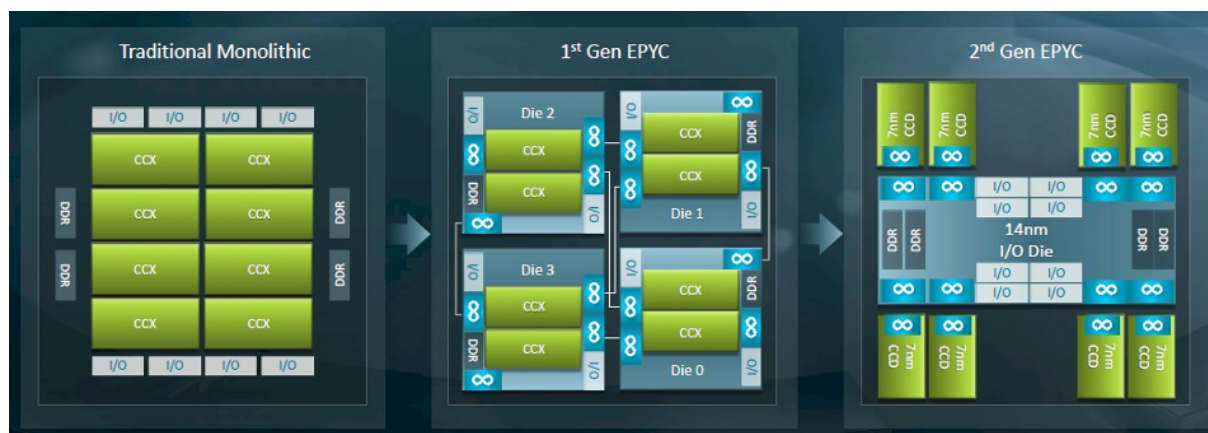 Traditional Monolithic
I/O I/O I/O I/O
CCX CCX
DDR CCX CCX DDR
DDR CCX CCX DDR
CCX CCX
I/O I/O I/O I/O
1st Gen EPYC
I/O Die 2
CCX
DDR CCX
I/O
I/O
CCX DDR
CCX
Die 1 I/O
I/O Die 3
CCX
DDR CCX
I/O
I/O
CCX DDR
CCX
Die 0 I/O
2nd Gen EPYC
7nm CCD
7nm CCD
7nm CCD
7nm CCD
I/O I/O
I/O I/O
DDR DDR
14nm
I/O Die
DDR DDR
I/O I/O
I/O I/O
7nm CCD
7nm CCD
7nm CCD
7nm CCD